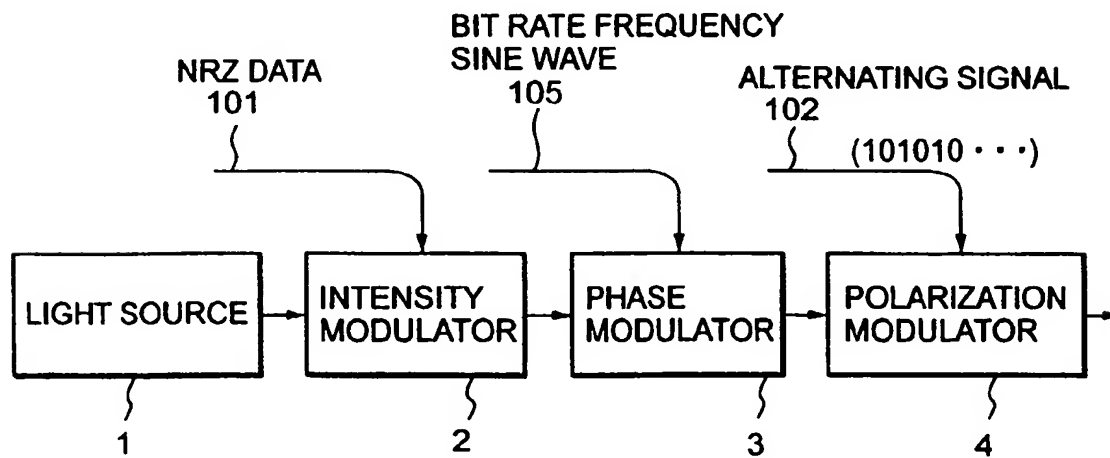 BIT RATE FREQUENCY
SINE WAVE
105
NRZ DATA
101
ALTERNATING SIGNAL
102
(101010 · · · )
LIGHT SOURCE
INTENSITY
MODULATOR
PHASE
MODULATOR
POLARIZATION
MODULATOR
1
2
3
4